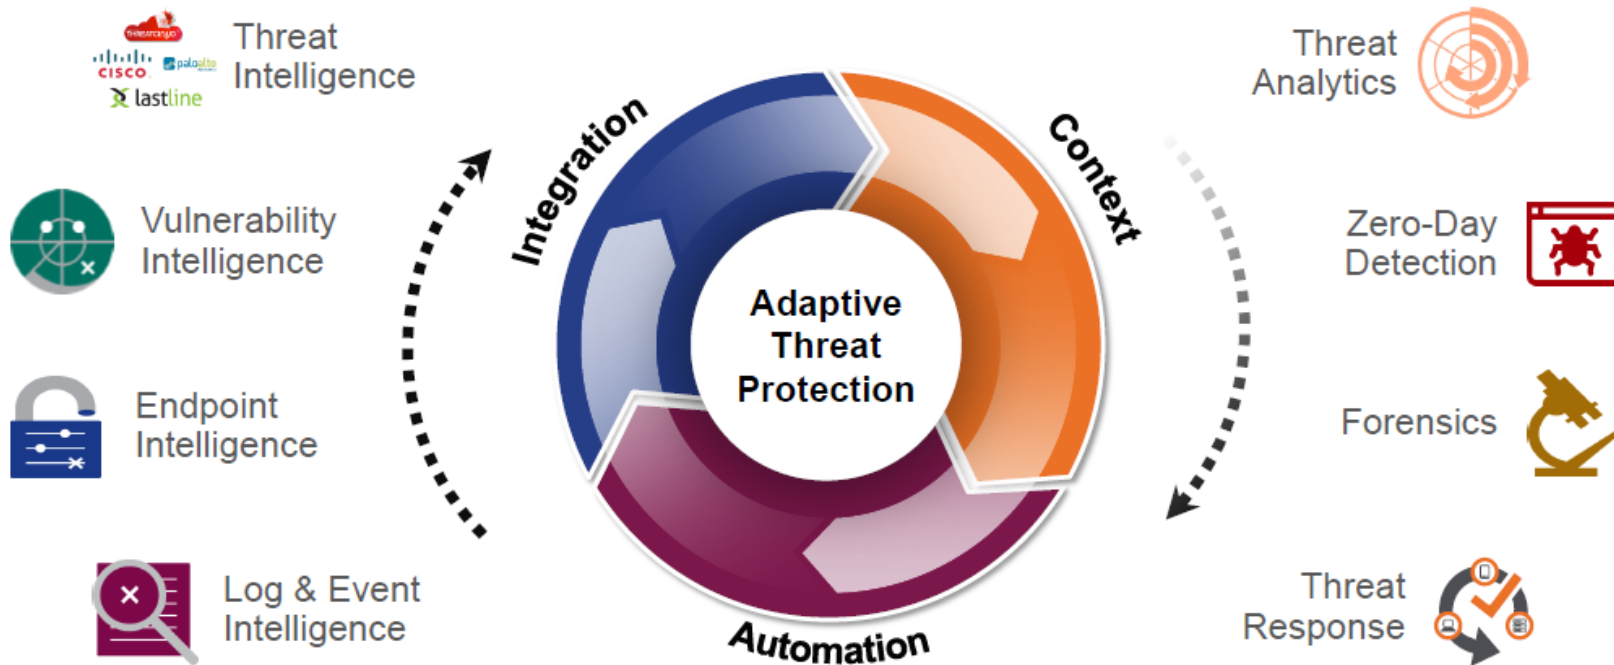 THREATCLOUD
CISCO
paloalto
lastline
Threat
Intelligence
Vulnerability
Intelligence
Endpoint
Intelligence
Log & Event
Intelligence
Integration
Context
Automation
Adaptive
Threat
Protection
Threat
Analytics
Zero-Day
Detection
Forensics
Threat
Response